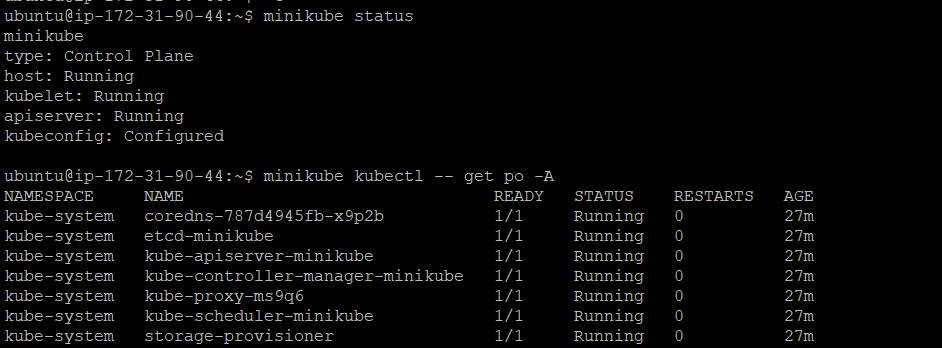 ubuntu@ip-172-31-90-44:~$ minikube status
minikube
type: Control Plane
host: Running
kubelet: Running
apiserver: Running
kubeconfig: Configured
ubuntu@ip-172-31-90-44:~$ minikube kubectl -- get po -A
NAMESPACE NAME READY STATUS RESTARTS AGE
kube-system coredns-787d4945fb-x9p2b 1/1 Running 0 27m
kube-system etcd-minikube 1/1 Running 0 27m
kube-system kube-apiserver-minikube 1/1 Running 0 27m
kube-system kube-controller-manager-minikube 1/1 Running 0 27m
kube-system kube-proxy-ms9q6 1/1 Running 0 27m
kube-system kube-scheduler-minikube 1/1 Running 0 27m
kube-system storage-provisioner 1/1 Running 0 27m